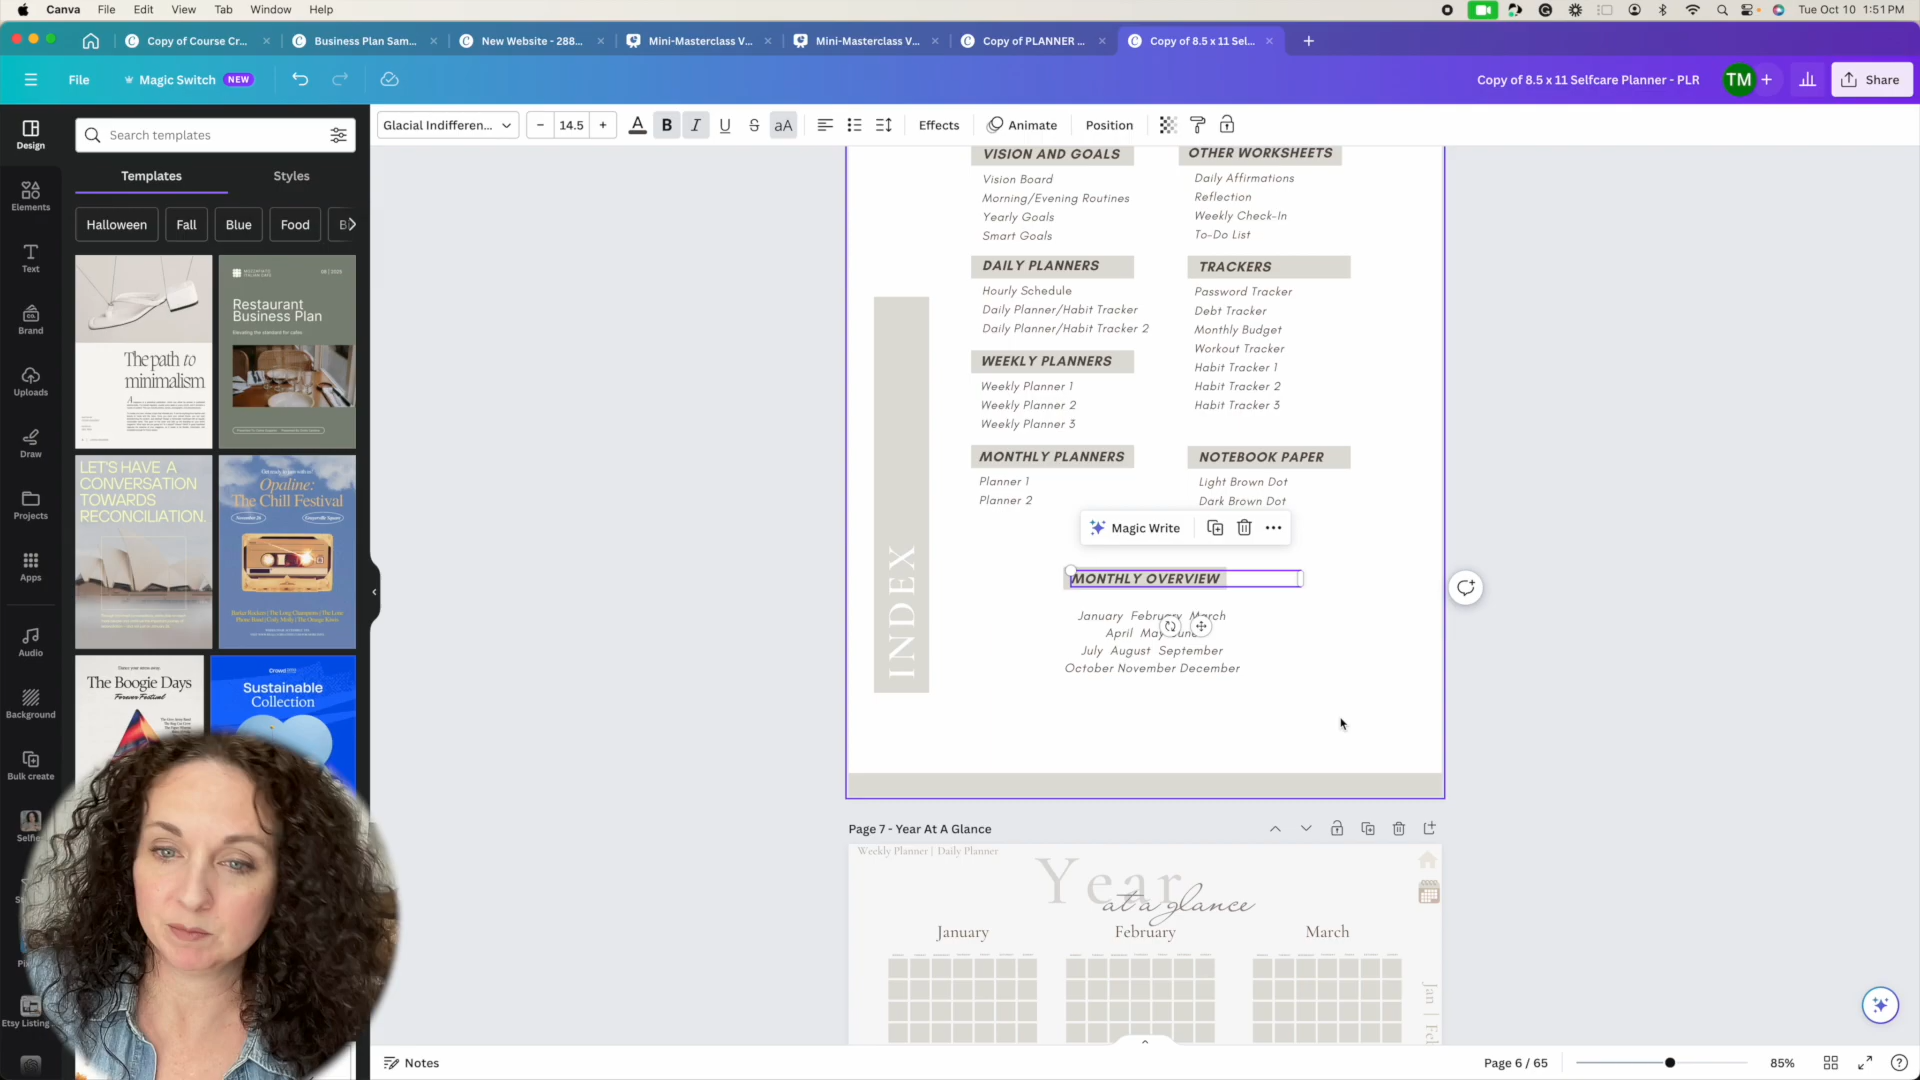 Canva File Edit View Tab Window Help
Tue Oct 10 1:51PM
Copy of Course Cr...
Business Plan Sam...
New Website - 288...
Mini-Masterclass V...
Mini-Masterclass V...
Copy of PLANNER ...
Copy of 8.5 x 11 Sel...
File
Magic Switch NEW
Copy of 8.5 x 11 Selfcare Planner - PLR
TM
Share
Design
Elements
Text
Brand
Uploads
Draw
Projects
Apps
Audio
Background
Bulk create
Etsy Listing
Search templates
Templates Styles
Halloween Fall Blue Food
The path to
minimalism
08 | 2025
Restaurant
Business Plan
LET'S HAVE A
CONVERSATION
TOWARDS
RECONCILIATION.
Opaline:
The Chill Festival
The Boogie Days
Forever Festival
Crowel
Sustainable
Collection
Glacial Indifferen...
14.5
A B I U S aA
Effects Animate Position
VISION AND GOALS
Vision Board
Morning/Evening Routines
Yearly Goals
Smart Goals
DAILY PLANNERS
Hourly Schedule
Daily Planner/Habit Tracker
Daily Planner/Habit Tracker 2
WEEKLY PLANNERS
Weekly Planner 1
Weekly Planner 2
Weekly Planner 3
MONTHLY PLANNERS
Planner 1
Planner 2
OTHER WORKSHEETS
Daily Affirmations
Reflection
Weekly Check-In
To-Do List
TRACKERS
Password Tracker
Debt Tracker
Monthly Budget
Workout Tracker
Habit Tracker 1
Habit Tracker 2
Habit Tracker 3
NOTEBOOK PAPER
Light Brown Dot
Dark Brown Dot
Magic Write
INDEX
MONTHLY OVERVIEW
January February March
April May June
July August September
October November December
Page 7 - Year At A Glance
Weekly Planner | Daily Planner
Year
at a glance
January February March
Jan |
Notes
Page 6 / 65
85%